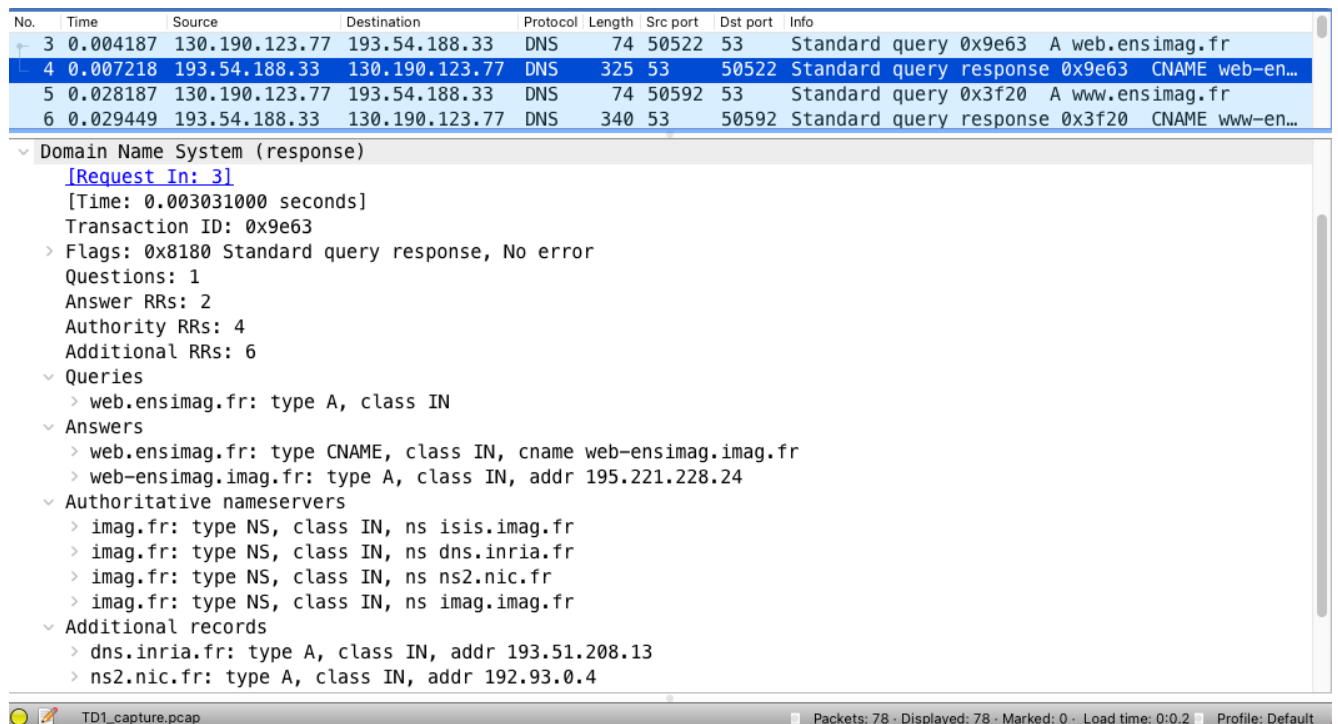 No. Time Source Destination Protocol Length Src port Dst port Info
3 0.004187 130.190.123.77 193.54.188.33 DNS 74 50522 53 Standard query 0x9e63 A web.ensimag.fr
4 0.007218 193.54.188.33 130.190.123.77 DNS 325 53 50522 Standard query response 0x9e63 CNAME web-en…
5 0.028187 130.190.123.77 193.54.188.33 DNS 74 50592 53 Standard query 0x3f20 A www.ensimag.fr
6 0.029449 193.54.188.33 130.190.123.77 DNS 340 53 50592 Standard query response 0x3f20 CNAME www-en…
Domain Name System (response)
[Request In: 3]
[Time: 0.003031000 seconds]
Transaction ID: 0x9e63
Flags: 0x8180 Standard query response, No error
Questions: 1
Answer RRs: 2
Authority RRs: 4
Additional RRs: 6
Queries
web.ensimag.fr: type A, class IN
Answers
web.ensimag.fr: type CNAME, class IN, cname web-ensimag.imag.fr
web-ensimag.imag.fr: type A, class IN, addr 195.221.228.24
Authoritative nameservers
imag.fr: type NS, class IN, ns isis.imag.fr
imag.fr: type NS, class IN, ns dns.inria.fr
imag.fr: type NS, class IN, ns ns2.nic.fr
imag.fr: type NS, class IN, ns imag.imag.fr
Additional records
dns.inria.fr: type A, class IN, addr 193.51.208.13
ns2.nic.fr: type A, class IN, addr 192.93.0.4
TD1_capture.pcap Packets: 78 · Displayed: 78 · Marked: 0 · Load time: 0:0.2 Profile: Default